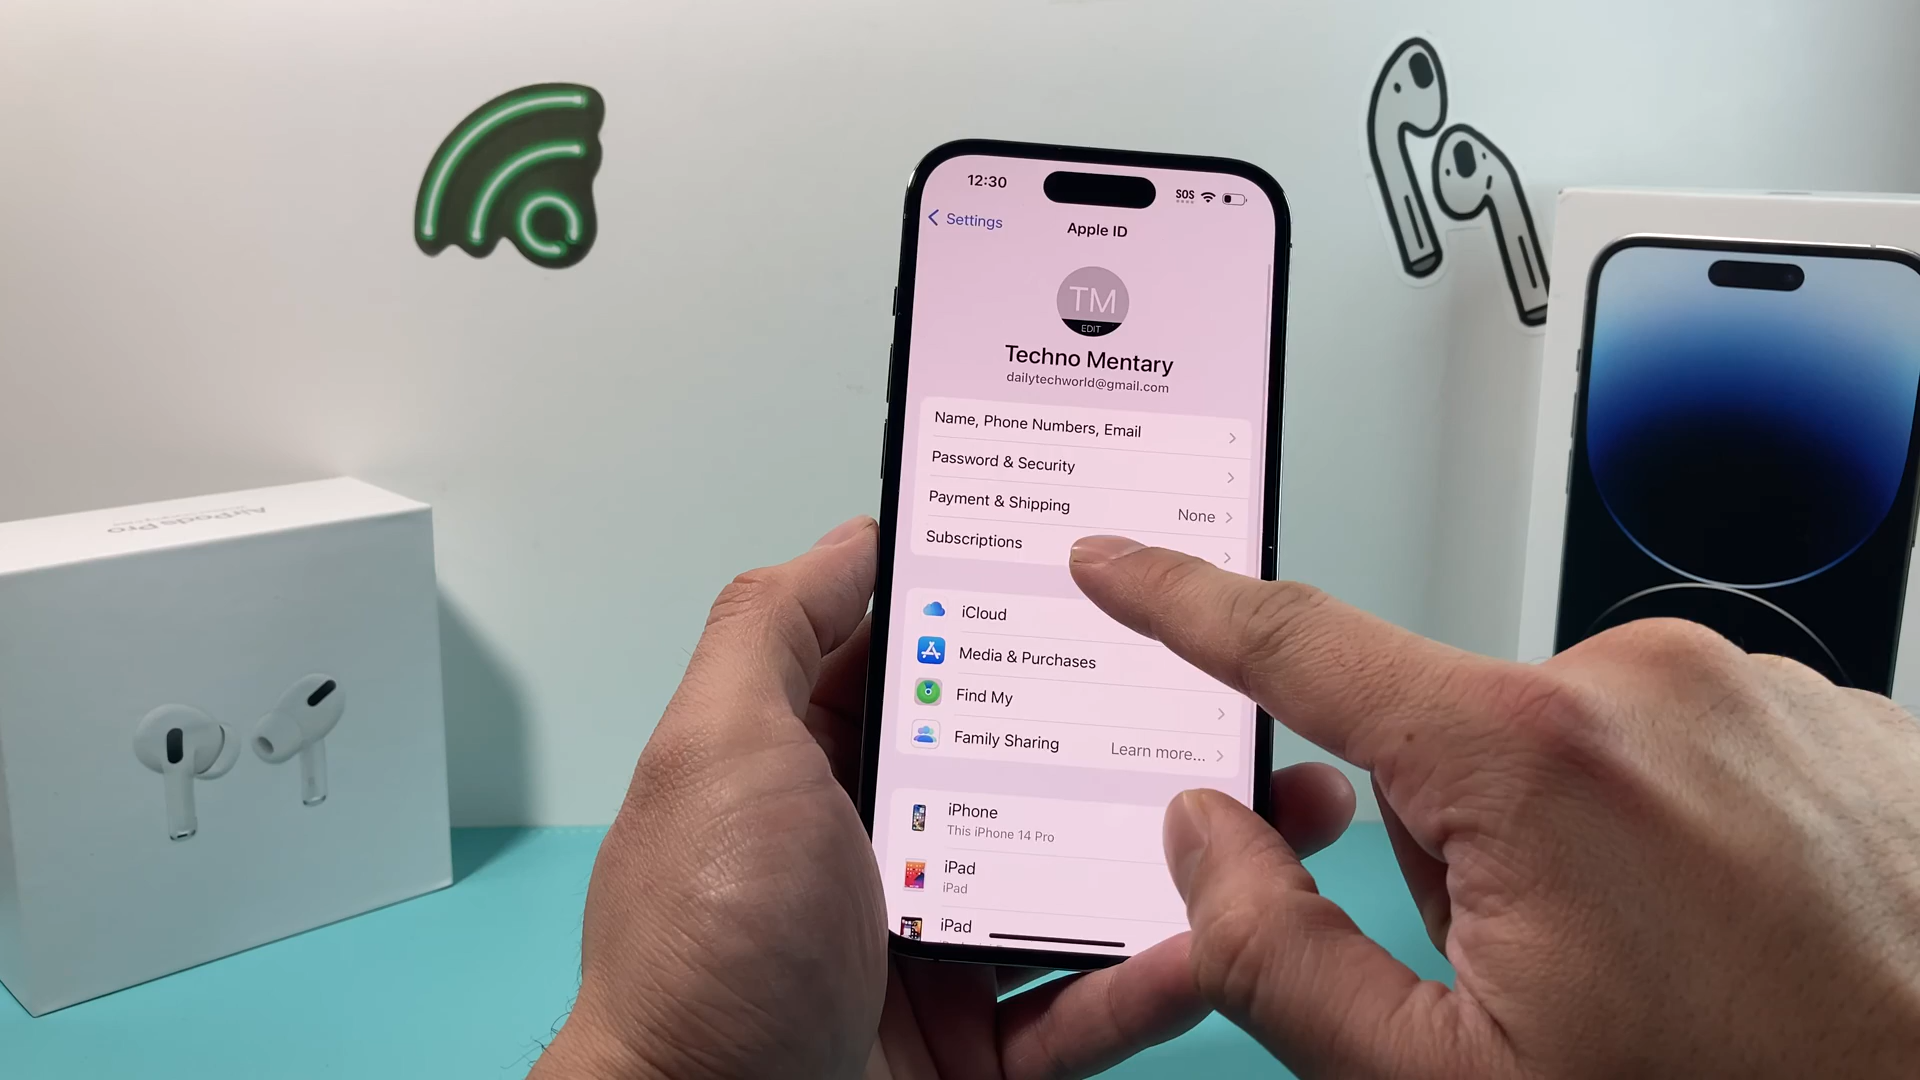 12:30
SOS
Settings
Apple ID
TM
EDIT
Techno Mentary
dailytechworld@gmail.com
Name, Phone Numbers, Email
Password & Security
Payment & Shipping
None
Subscriptions
iCloud
Media & Purchases
Find My
Family Sharing
Learn more...
iPhone
This iPhone 14 Pro
iPad
iPad
iPad
AirPods Pro